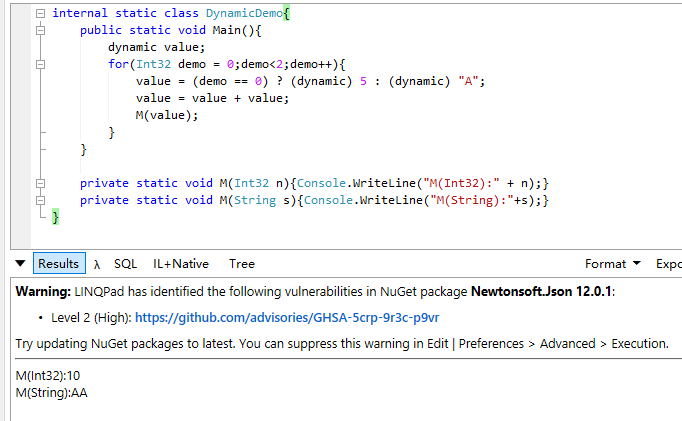 internal static class DynamicDemo{
public static void Main(){
dynamic value;
for(Int32 demo = 0;demo<2;demo++){
value = (demo == 0) ? (dynamic) 5 : (dynamic) "A";
value = value + value;
M(value);
}
}
private static void M(Int32 n){Console.WriteLine("M(Int32):" + n);}
private static void M(String s){Console.WriteLine("M(String):"+s);}
}
Results λ SQL IL+Native Tree Format Expo
Warning: LINQPad has identified the following vulnerabilities in NuGet package Newtonsoft.Json 12.0.1:
• Level 2 (High): https://github.com/advisories/GHSA-5crp-9r3c-p9vr
Try updating NuGet packages to latest. You can suppress this warning in Edit | Preferences > Advanced > Execution.
M(Int32):10
M(String):AA